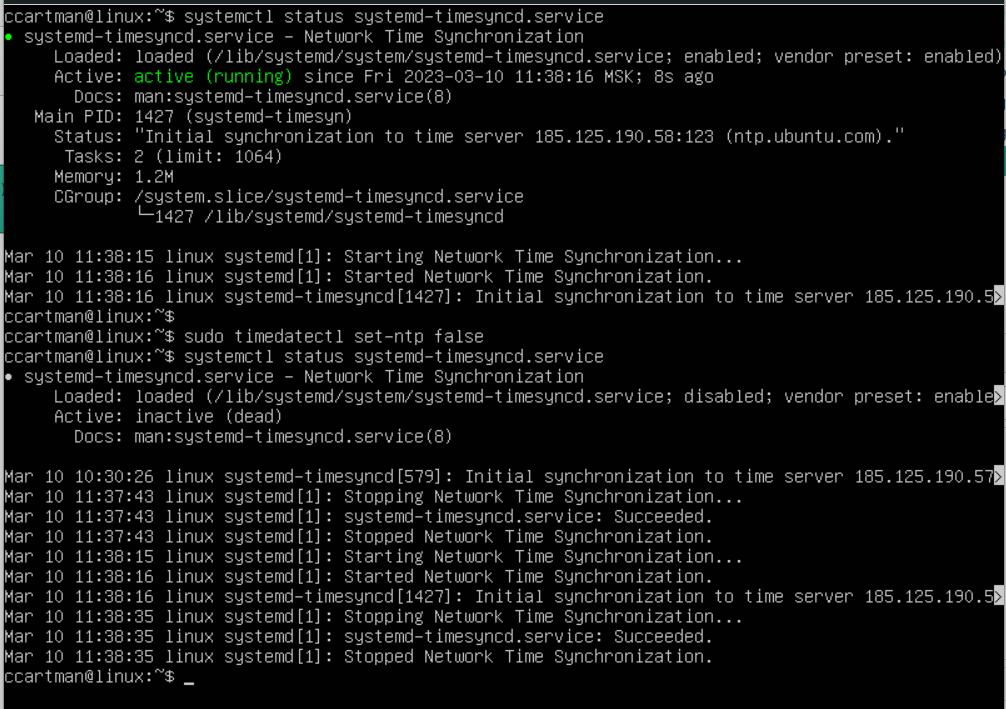 ccartman@linux:~$ systemctl status systemd-timesyncd.service
● systemd-timesyncd.service - Network Time Synchronization
     Loaded: loaded (/lib/systemd/system/systemd-timesyncd.service; enabled; vendor preset: enabled)
     Active: active (running) since Fri 2023-03-10 11:38:16 MSK; 8s ago
       Docs: man:systemd-timesyncd.service(8)
   Main PID: 1427 (systemd-timesyn)
     Status: "Initial synchronization to time server 185.125.190.58:123 (ntp.ubuntu.com)."
      Tasks: 2 (limit: 1064)
     Memory: 1.2M
     CGroup: /system.slice/systemd-timesyncd.service
             └─1427 /lib/systemd/systemd-timesyncd
Mar 10 11:38:15 linux systemd[1]: Starting Network Time Synchronization...
Mar 10 11:38:16 linux systemd[1]: Started Network Time Synchronization.
Mar 10 11:38:16 linux systemd-timesyncd[1427]: Initial synchronization to time server 185.125.190.5>
ccartman@linux:~$
ccartman@linux:~$ sudo timedatectl set-ntp false
ccartman@linux:~$ systemctl status systemd-timesyncd.service
● systemd-timesyncd.service - Network Time Synchronization
     Loaded: loaded (/lib/systemd/system/systemd-timesyncd.service; disabled; vendor preset: enable>
     Active: inactive (dead)
       Docs: man:systemd-timesyncd.service(8)
Mar 10 10:30:26 linux systemd-timesyncd[579]: Initial synchronization to time server 185.125.190.57>
Mar 10 11:37:43 linux systemd[1]: Stopping Network Time Synchronization...
Mar 10 11:37:43 linux systemd[1]: systemd-timesyncd.service: Succeeded.
Mar 10 11:37:43 linux systemd[1]: Stopped Network Time Synchronization.
Mar 10 11:38:15 linux systemd[1]: Starting Network Time Synchronization...
Mar 10 11:38:16 linux systemd[1]: Started Network Time Synchronization.
Mar 10 11:38:16 linux systemd-timesyncd[1427]: Initial synchronization to time server 185.125.190.5>
Mar 10 11:38:35 linux systemd[1]: Stopping Network Time Synchronization...
Mar 10 11:38:35 linux systemd[1]: systemd-timesyncd.service: Succeeded.
Mar 10 11:38:35 linux systemd[1]: Stopped Network Time Synchronization.
ccartman@linux:~$ _